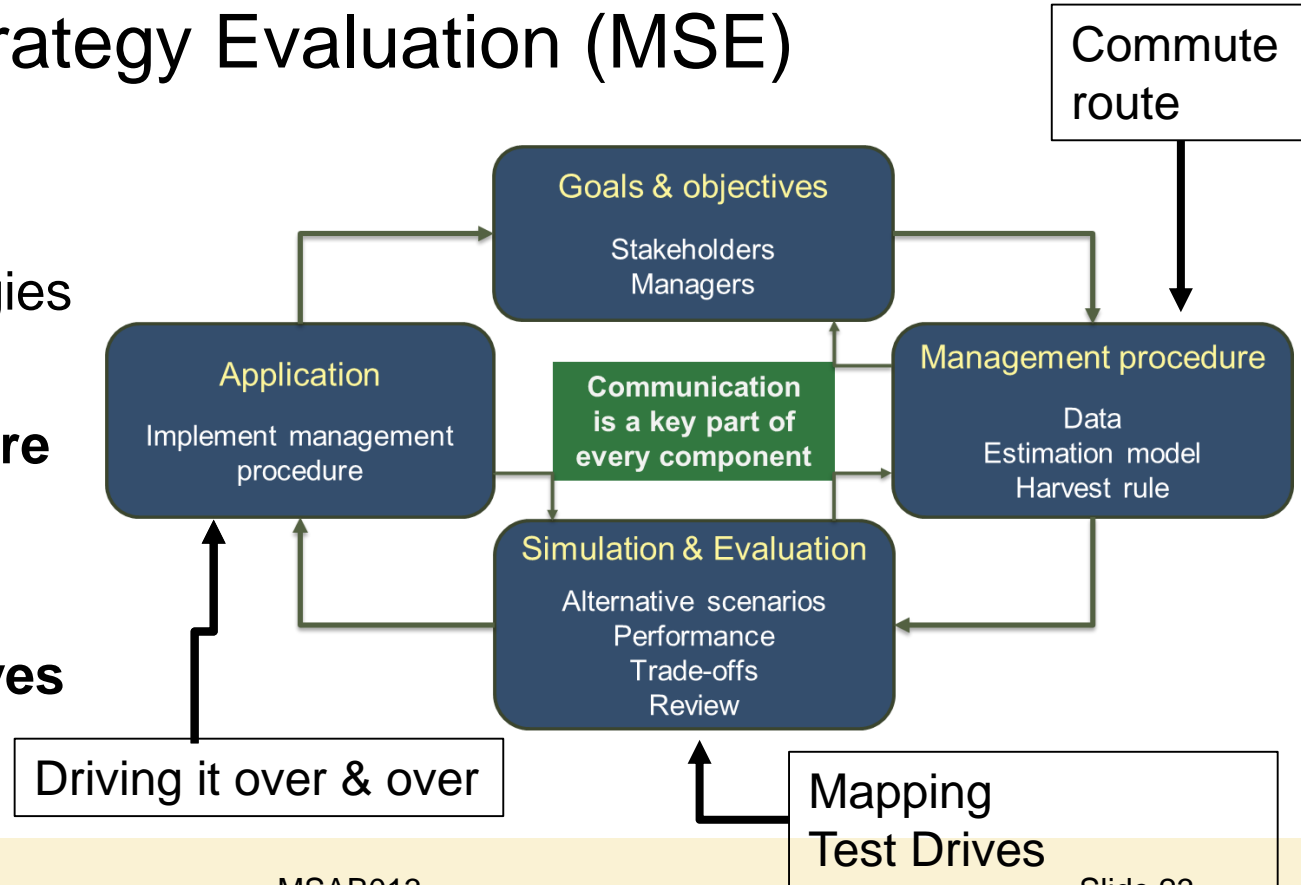 rategy Evaluation (MSE)
Commute
route
Goals & objectives
Stakeholders
Managers
gies
Application
Implement management
procedure
Communication
is a key part of
every component
Management procedure
Data
Estimation model
Harvest rule
re
Simulation & Evaluation
Alternative scenarios
Performance
Trade-offs
Review
ves
Driving it over & over
Mapping
Test Drives